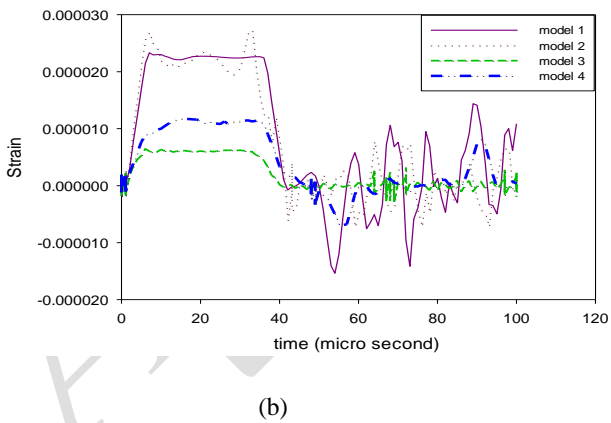 0.000030
0.000020
0.000010
0.000000
-0.000010
-0.000020
Strain
model 1
model 2
model 3
model 4
0 20 40 60 80 100 120
time (micro second)
(b)